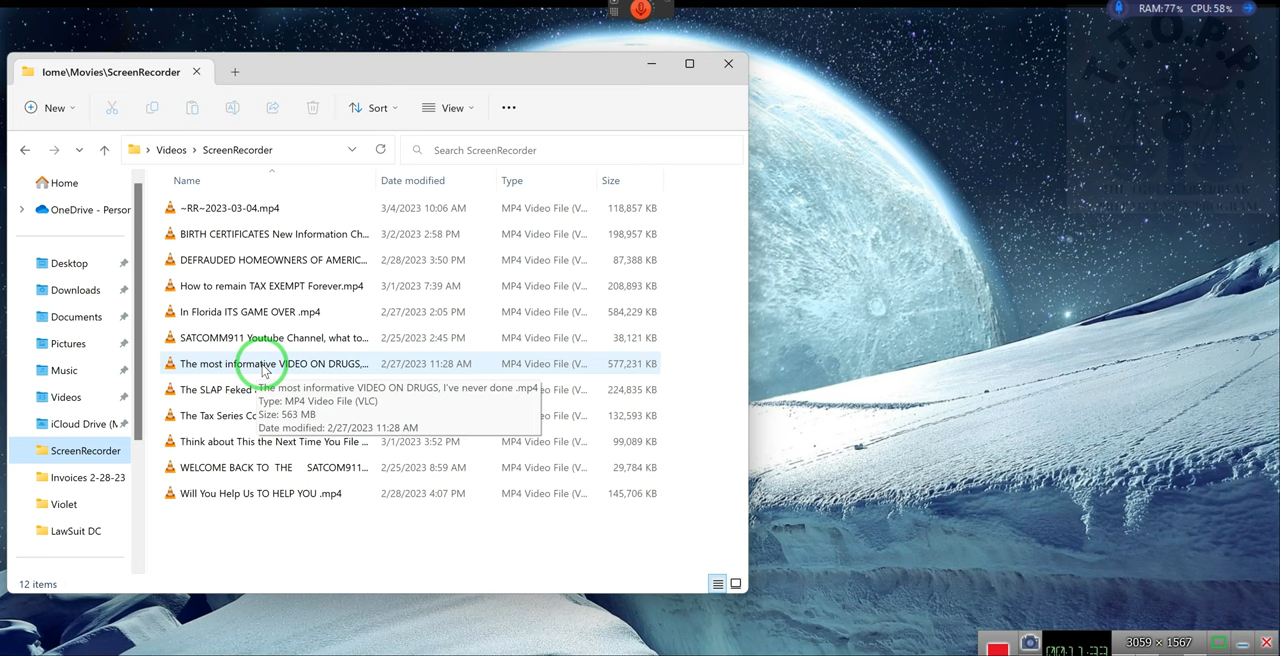 RAM:77% CPU: 58%
T.O.P.P.
Iome\Movies\ScreenRecorder
New
Sort
View
Videos
ScreenRecorder
Search ScreenRecorder
Name Date modified Type Size
Home
OneDrive - Persor
Desktop
Downloads
Documents
Pictures
Music
Videos
iCloud Drive (M
ScreenRecorder
Invoices 2-28-23
Violet
LawSuit DC
~RR~2023-03-04.mp4 3/4/2023 10:06 AM MP4 Video File (V... 118,857 KB
BIRTH CERTIFICATES New Information Ch... 3/2/2023 2:58 PM MP4 Video File (V... 198,957 KB
DEFRAUDED HOMEOWNERS OF AMERIC... 2/28/2023 3:50 PM MP4 Video File (V... 87,388 KB
How to remain TAX EXEMPT Forever.mp4 3/1/2023 7:39 AM MP4 Video File (V... 208,893 KB
In Florida ITS GAME OVER .mp4 2/27/2023 2:05 PM MP4 Video File (V... 584,229 KB
SATCOMM911 Youtube Channel, what to... 2/25/2023 2:45 PM MP4 Video File (V... 38,121 KB
The most informative VIDEO ON DRUGS,... 2/27/2023 11:28 AM MP4 Video File (V... 577,231 KB
The SLAP Feked MP4 Video File (V... 224,835 KB
The Tax Series Co 132,593 KB
Think about This the Next Time You File ... 3/1/2023 3:52 PM MP4 Video File (V... 99,089 KB
WELCOME BACK TO THE SATCOM911... 2/25/2023 8:59 AM MP4 Video File (V... 29,784 KB
Will You Help Us TO HELP YOU .mp4 2/28/2023 4:07 PM MP4 Video File (V... 145,706 KB
The most informative VIDEO ON DRUGS, I've never done .mp4
Type: MP4 Video File (VLC)
Size: 563 MB
Date modified: 2/27/2023 11:28 AM
12 items
3059 × 1567